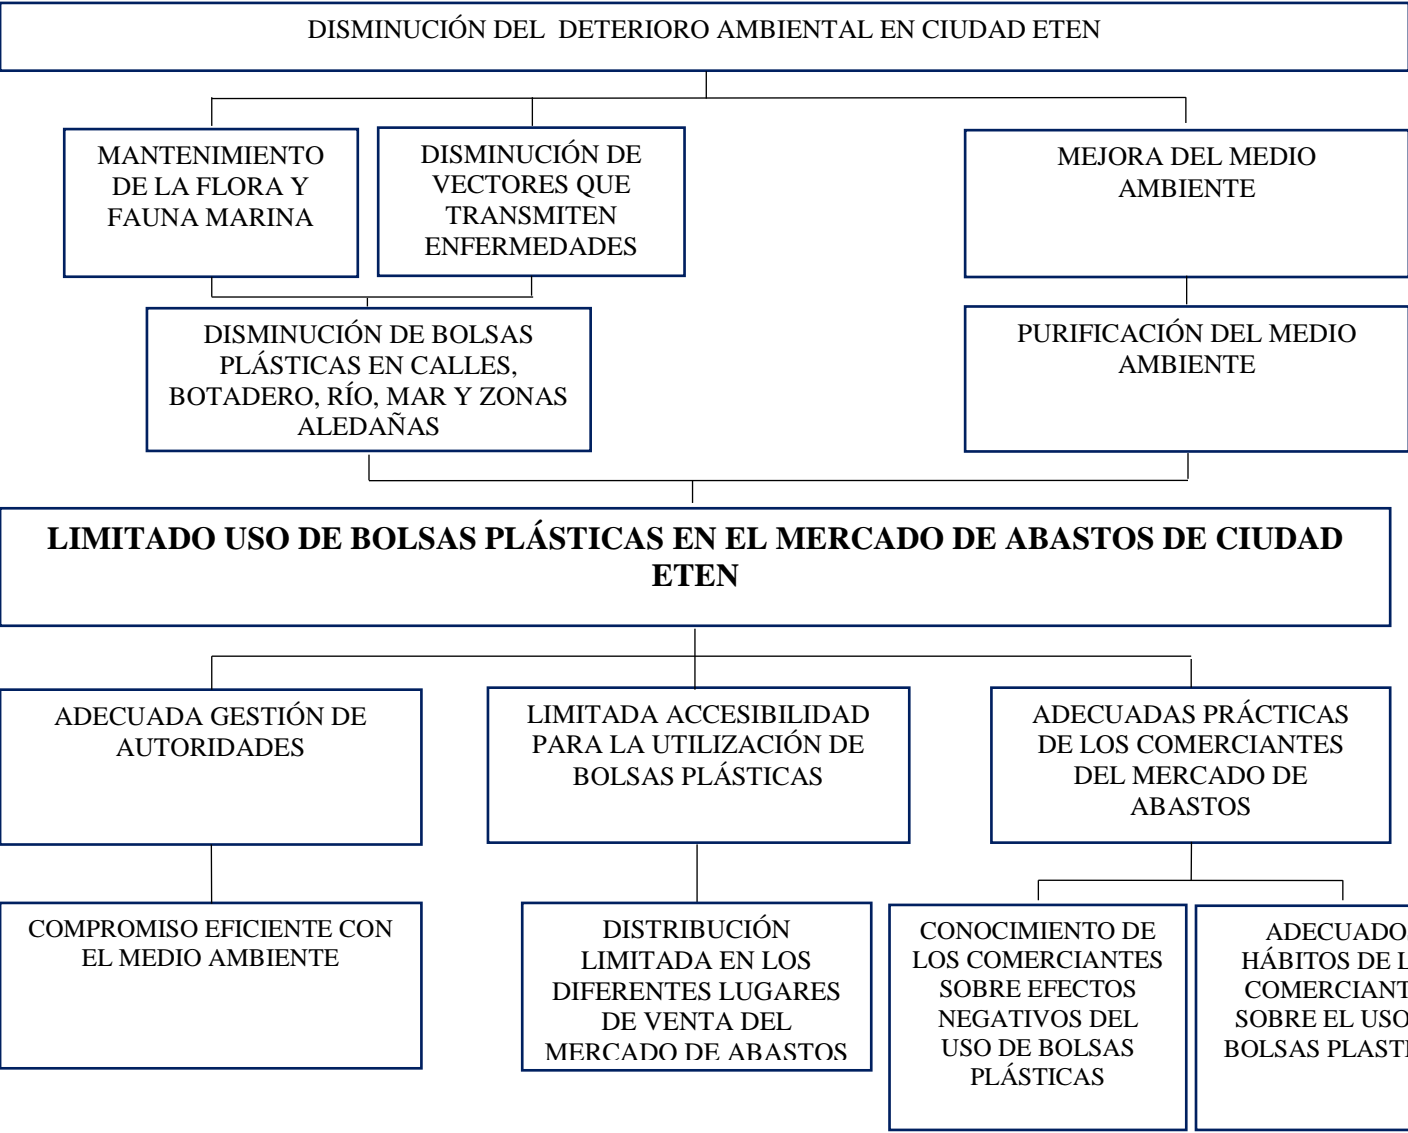 DISMINUCIÓN DEL DETERIORO AMBIENTAL EN CIUDAD ETEN
MANTENIMIENTO
DE LA FLORA Y
FAUNA MARINA
DISMINUCIÓN DE
VECTORES QUE
TRANSMITEN
ENFERMEDADES
MEJORA DEL MEDIO
AMBIENTE
DISMINUCIÓN DE BOLSAS
PLÁSTICAS EN CALLES,
BOTADERO, RÍO, MAR Y ZONAS
ALEDAÑAS
PURIFICACIÓN DEL MEDIO
AMBIENTE
LIMITADO USO DE BOLSAS PLÁSTICAS EN EL MERCADO DE ABASTOS DE CIUDAD
ETEN
ADECUADA GESTIÓN DE
AUTORIDADES
LIMITADA ACCESIBILIDAD
PARA LA UTILIZACIÓN DE
BOLSAS PLÁSTICAS
ADECUADAS PRÁCTICAS
DE LOS COMERCIANTES
DEL MERCADO DE
ABASTOS
COMPROMISO EFICIENTE CON
EL MEDIO AMBIENTE
DISTRIBUCIÓN
LIMITADA EN LOS
DIFERENTES LUGARES
DE VENTA DEL
MERCADO DE ABASTOS
CONOCIMIENTO DE
LOS COMERCIANTES
SOBRE EFECTOS
NEGATIVOS DEL
USO DE BOLSAS
PLÁSTICAS
HÁBITOS DE
SOBRE EL USO
BOLSAS